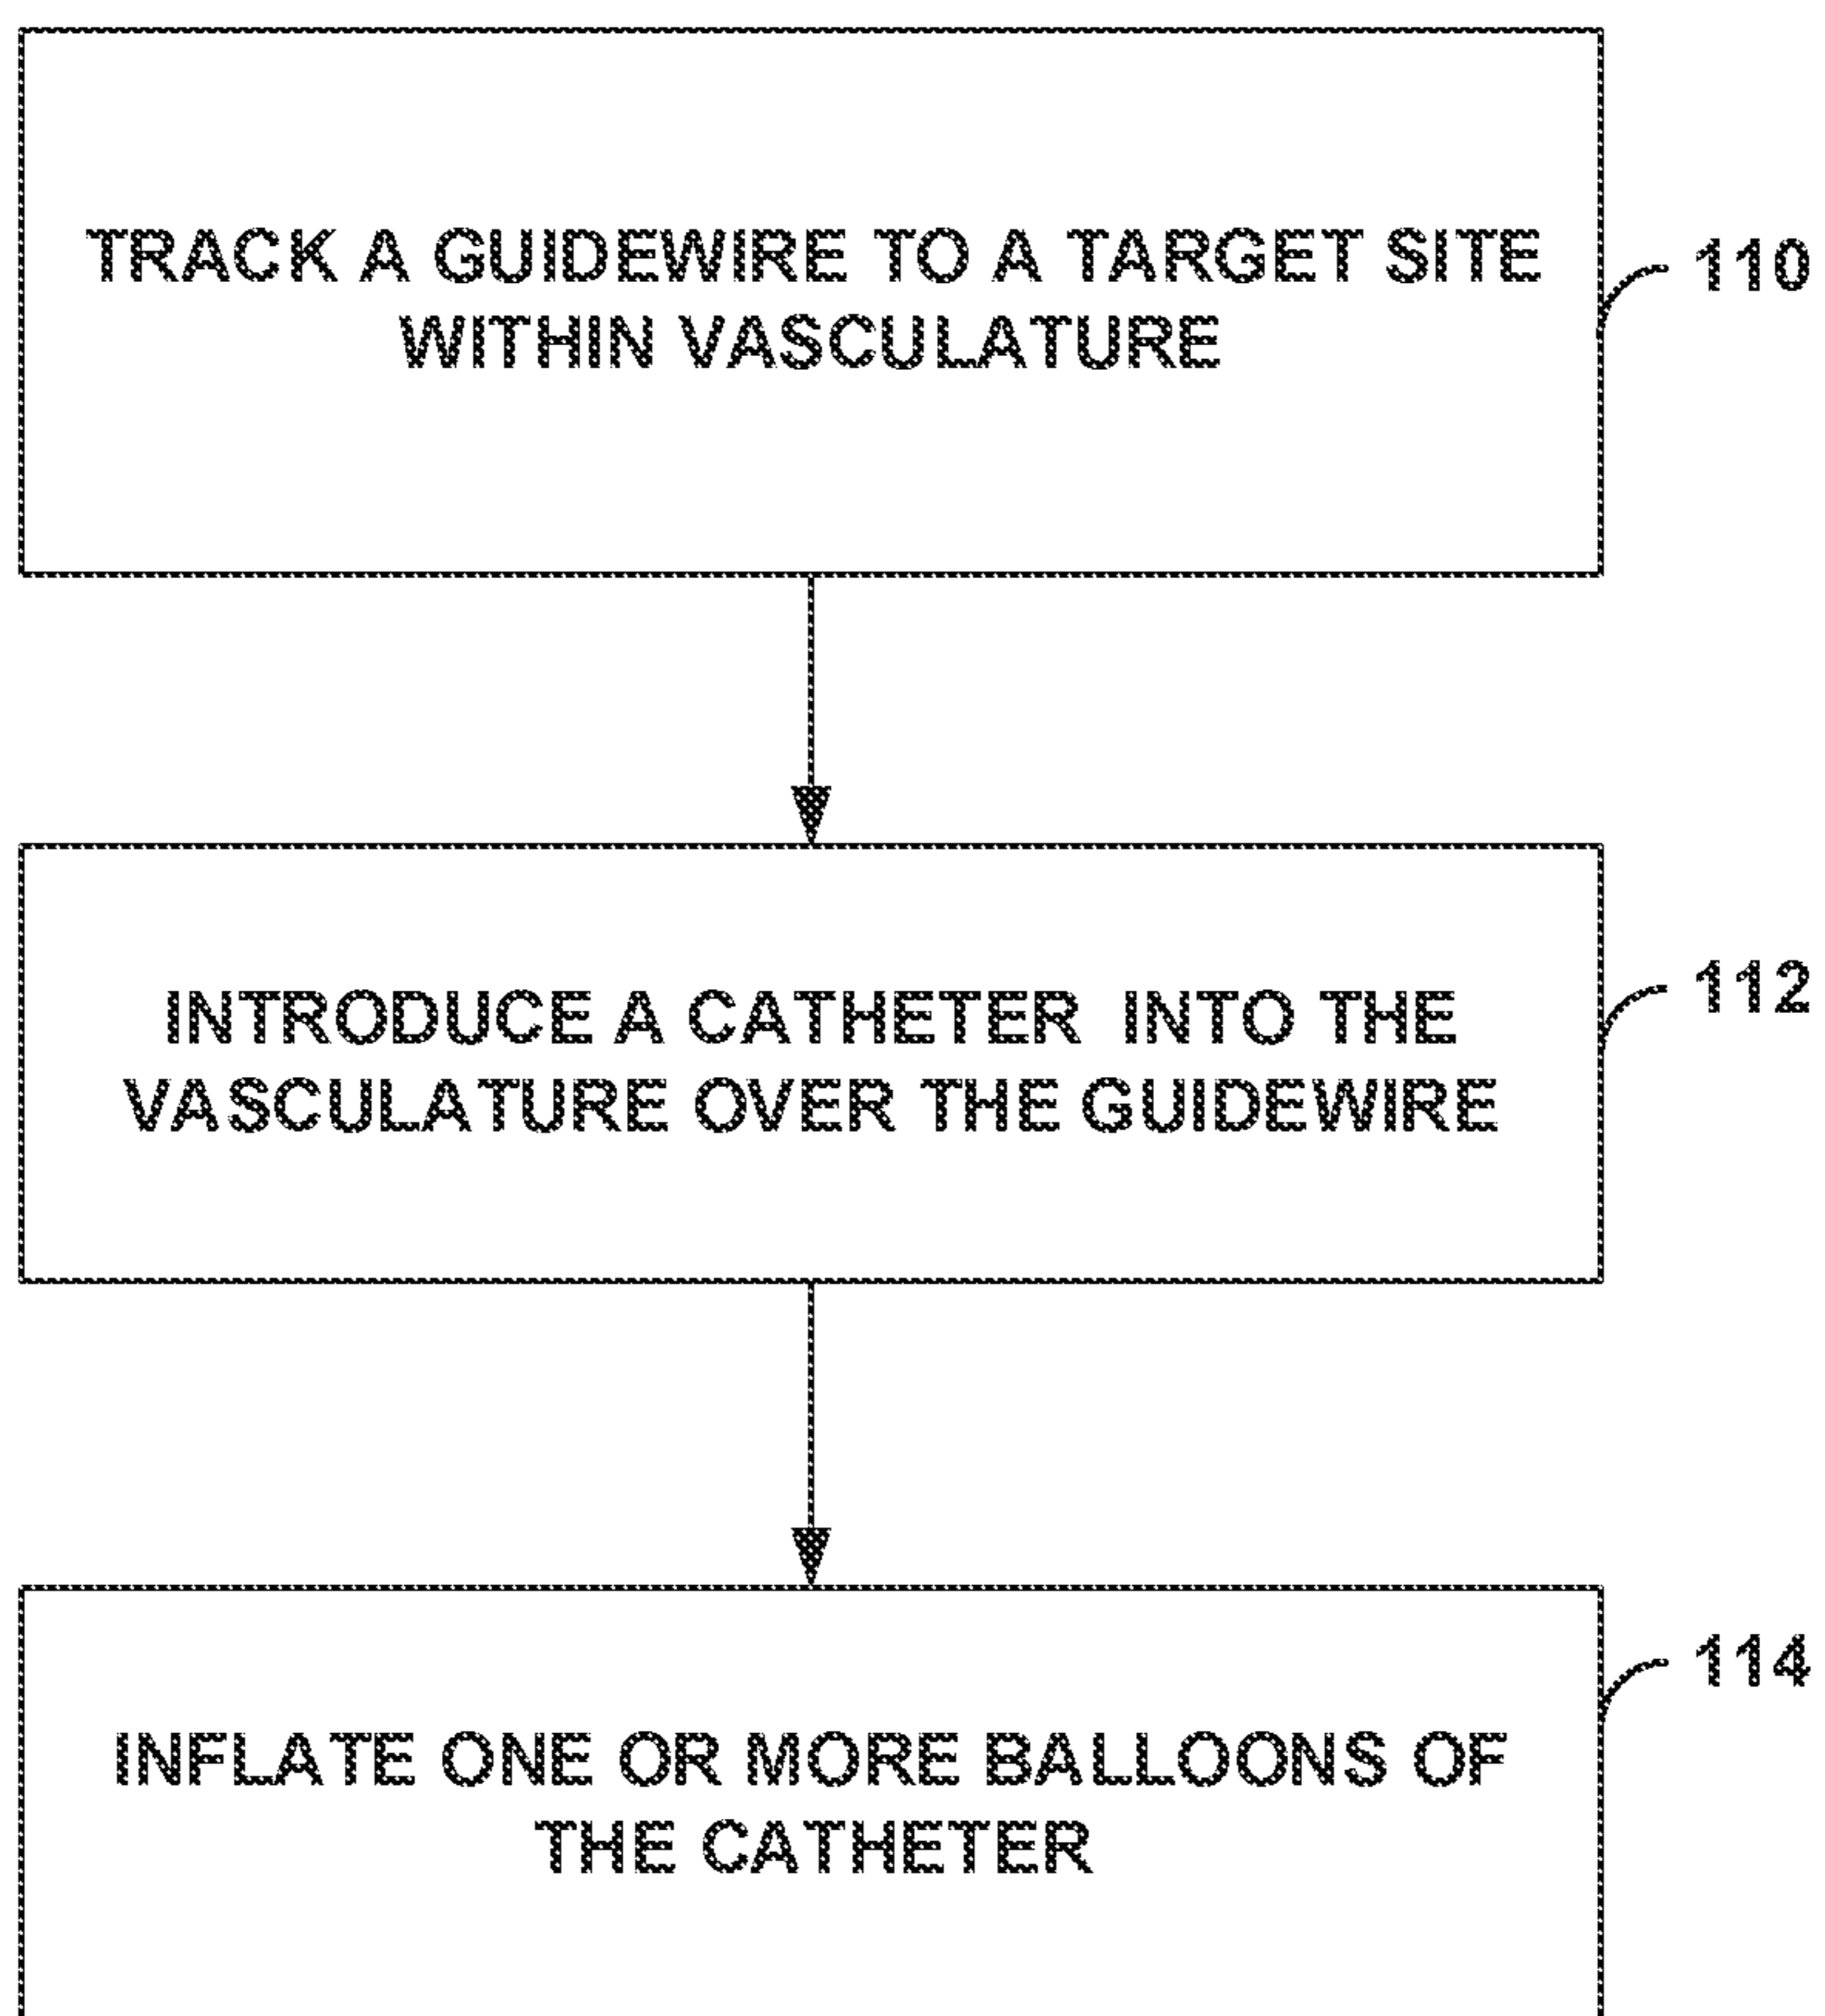 TRACK A GUIDEWIRE TO A TARGET SITE
WITHIN VASCULATURE
110
INTRODUCE A CATHETER INTO THE
VASCULATURE OVER THE GUIDEWIRE
112
INFLATE ONE OR MORE BALLOONS OF
THE CATHETER
114